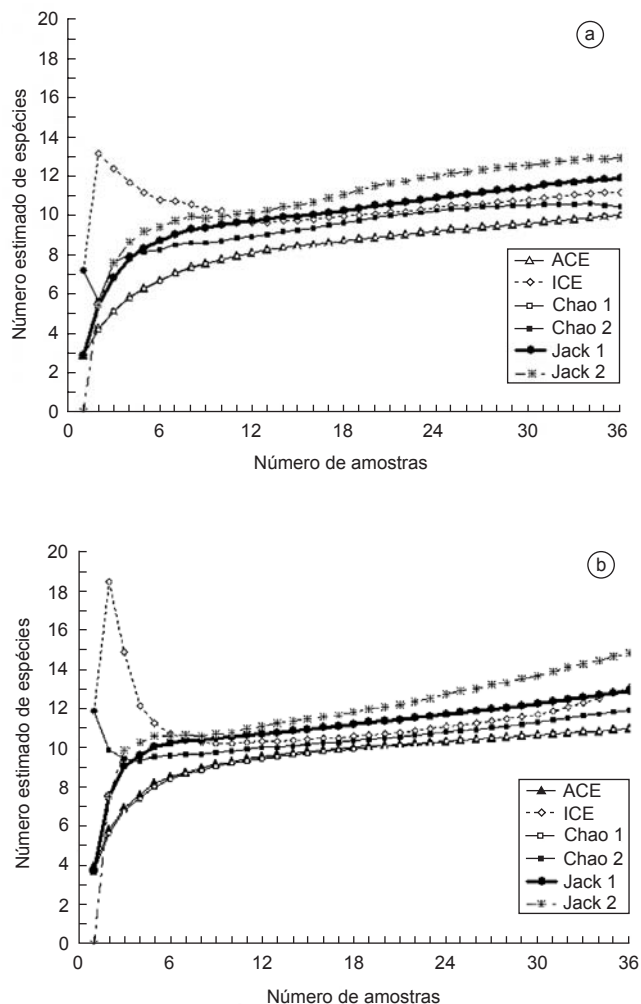 a
20
18
16
14
12
10
8
6
4
2
0
Número estimado de espécies
ACE
ICE
Chao 1
Chao 2
Jack 1
Jack 2
0 6 12 18 24 30 36
Número de amostras
b
20
18
16
14
12
10
8
6
4
2
0
Número estimado de espécies
ACE
ICE
Chao 1
Chao 2
Jack 1
Jack 2
0 6 12 18 24 30 36
Número de amostras